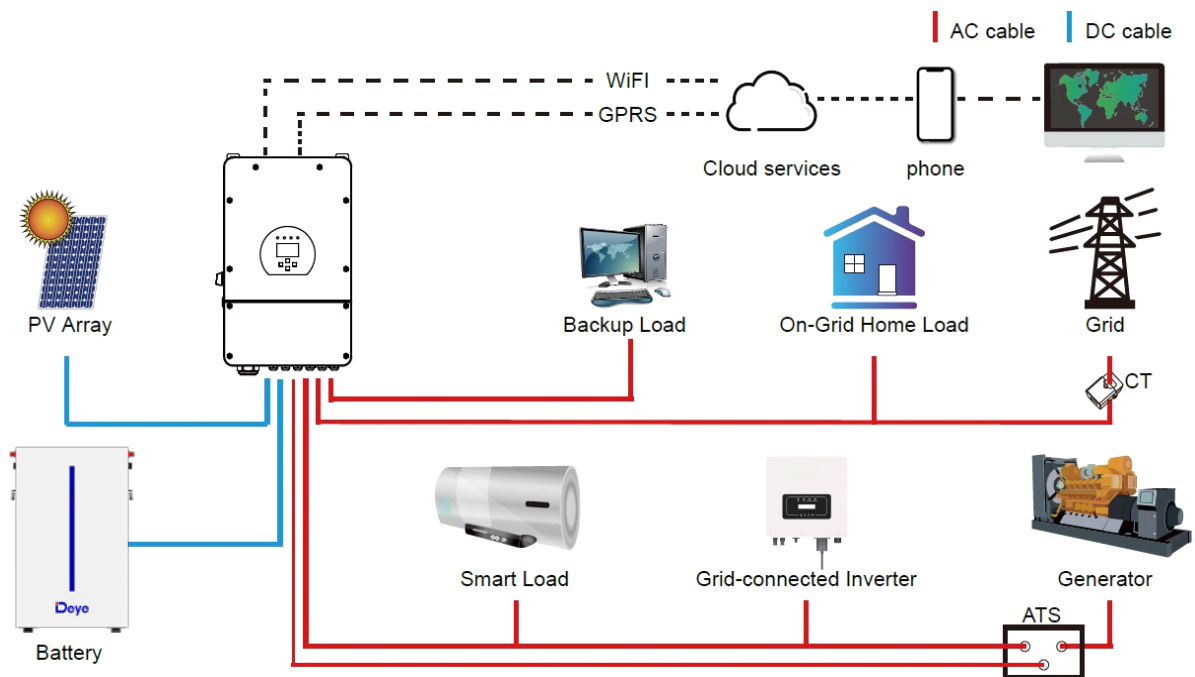 AC cable
DC cable
WiFI
GPRS
Cloud services
phone
PV Array
Backup Load
On-Grid Home Load
Grid
CT
Deye
Battery
Smart Load
Grid-connected Inverter
Generator
ATS